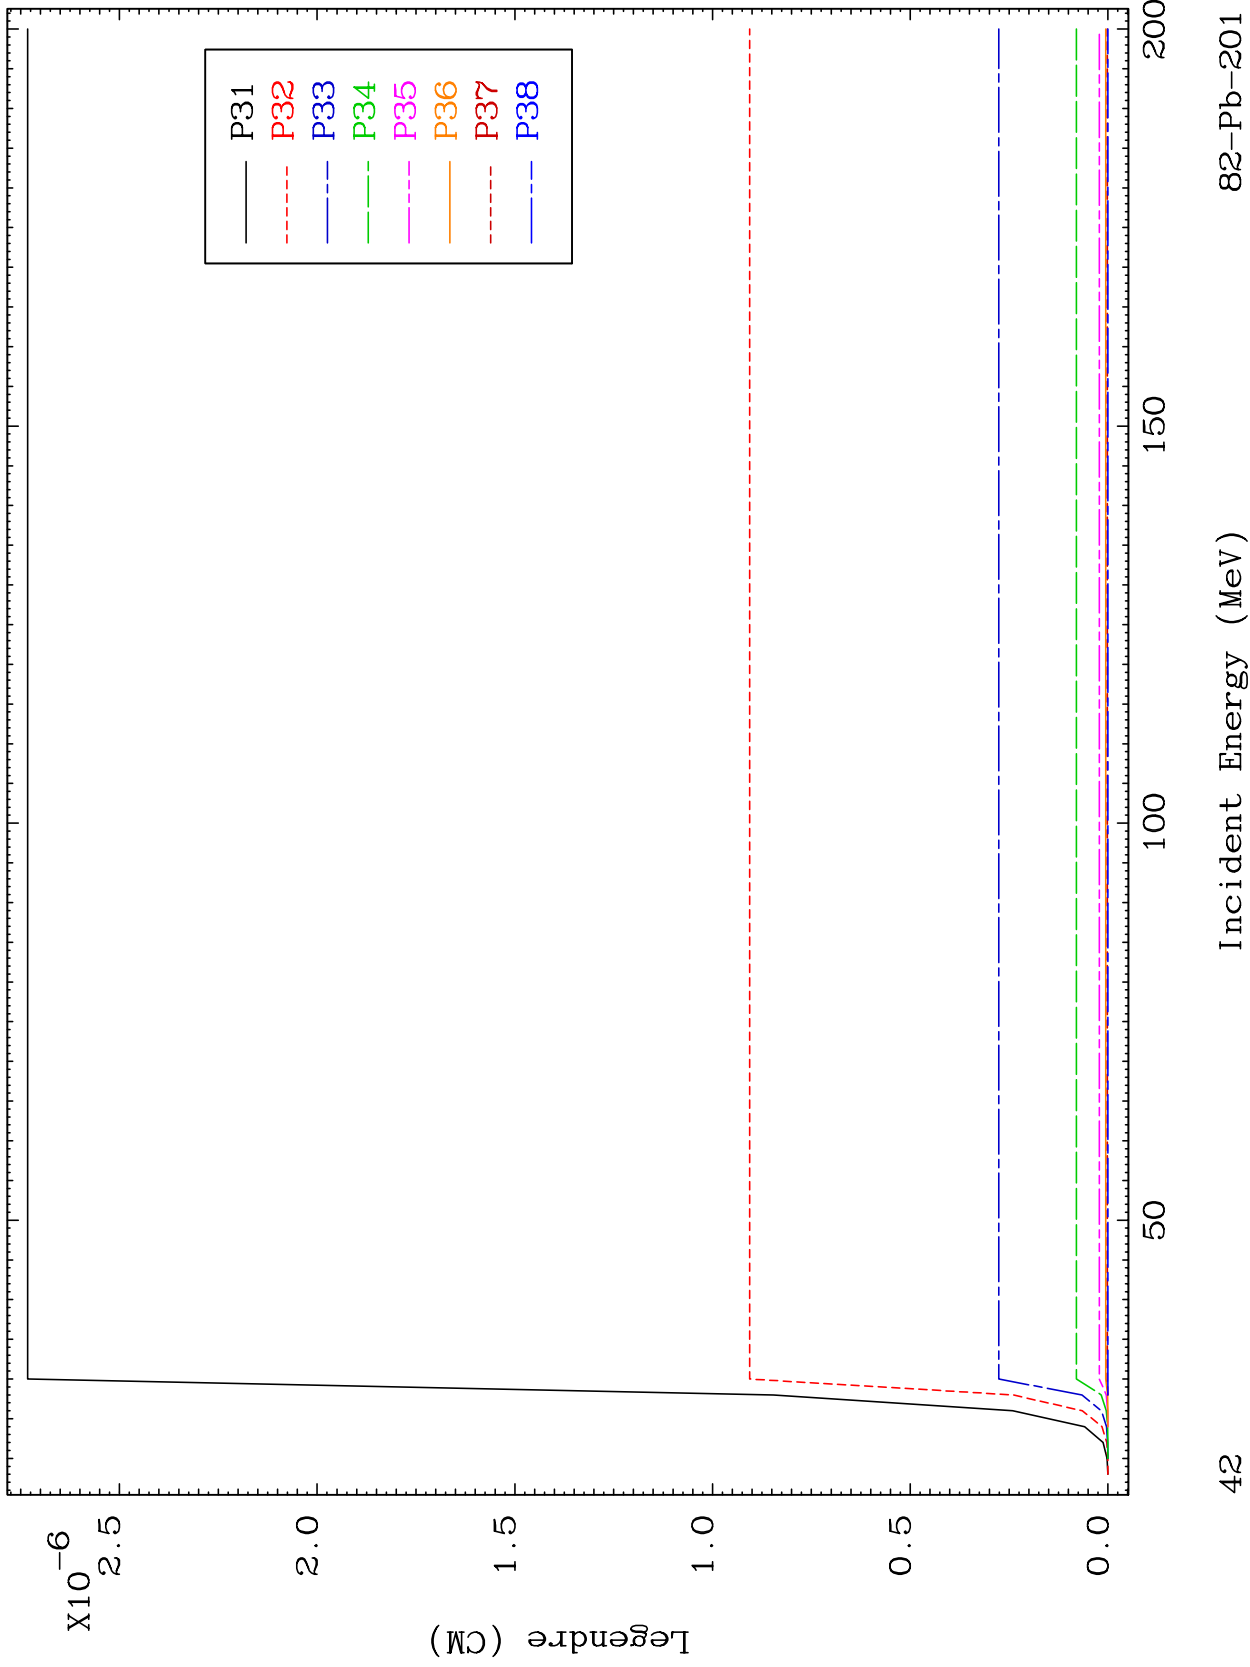 X10-6
2.5
2.0
1.5
1.0
0.5
0.0
Legendre (CM)
P31
P32
P33
P34
P35
P36
P37
P38
50
100
150
200
42
Incident Energy (MeV)
82-Pb-201